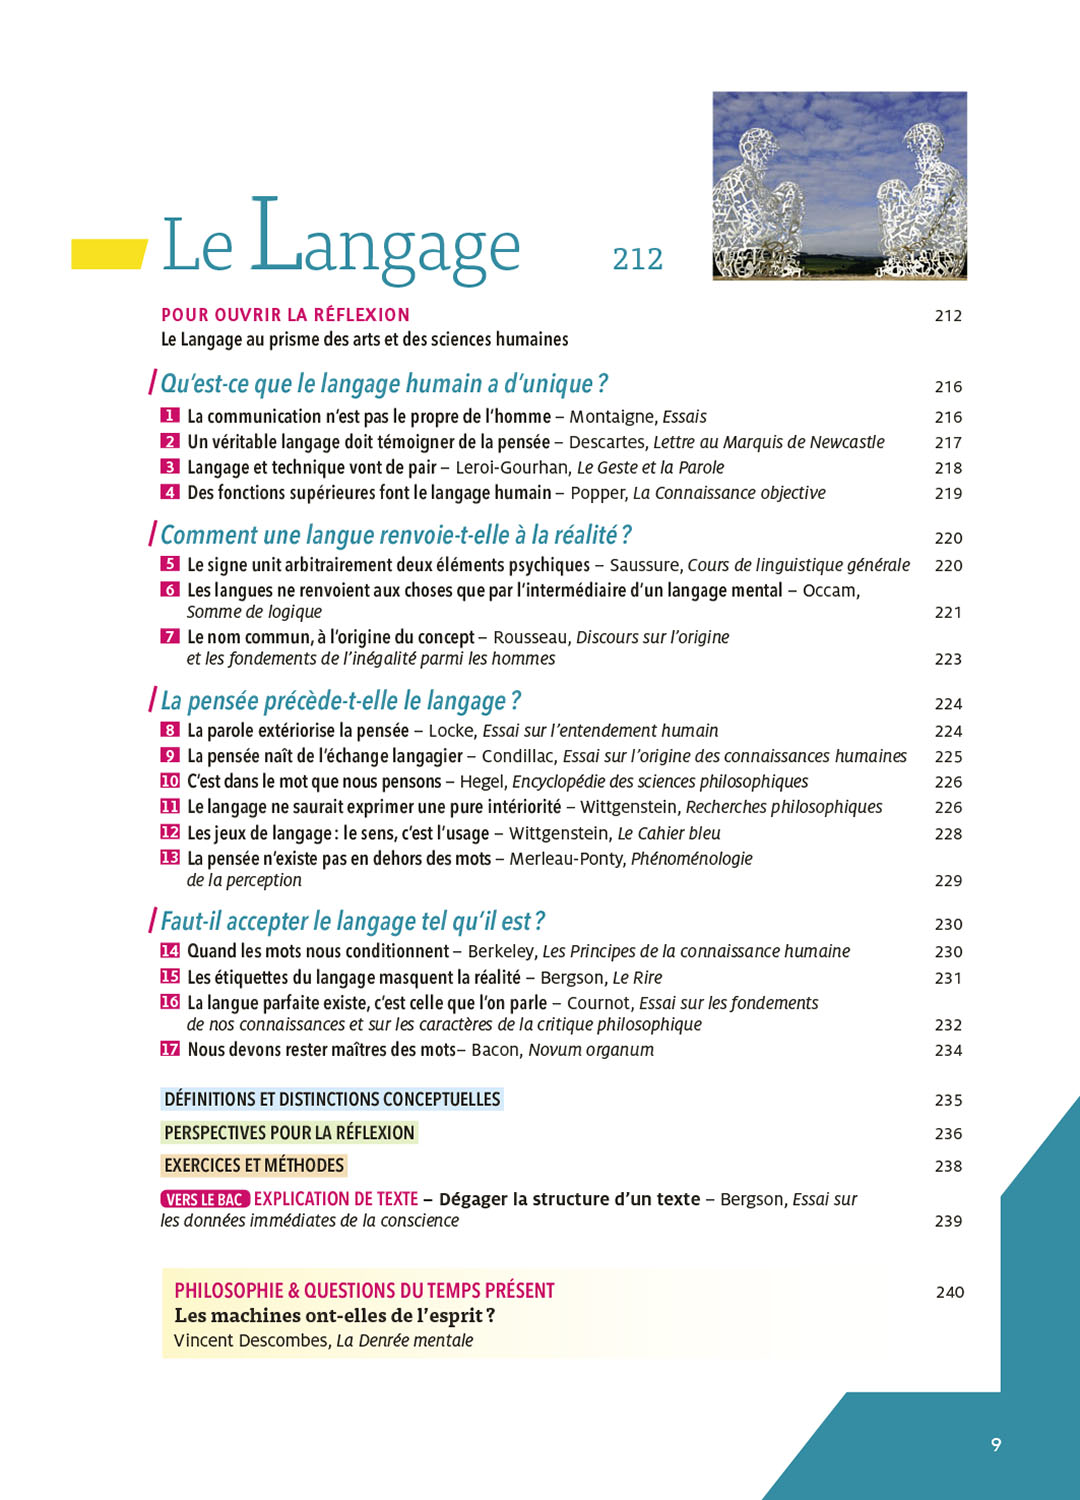 Le Langage 212
POUR OUVRIR LA RÉFLEXION 212
Le Langage au prisme des arts et des sciences humaines
/ Qu’est-ce que le langage humain a d’unique ? 216
1 La communication n’est pas le propre de l’homme – Montaigne, Essais 216
2 Un véritable langage doit témoigner de la pensée – Descartes, Lettre au Marquis de Newcastle 217
3 Langage et technique vont de pair – Leroi-Gourhan, Le Geste et la Parole 218
4 Des fonctions supérieures font le langage humain – Popper, La Connaissance objective 219
/ Comment une langue renvoie-t-elle à la réalité ? 220
5 Le signe unit arbitrairement deux éléments psychiques – Saussure, Cours de linguistique générale 220
6 Les langues ne renvoient aux choses que par l’intermédiaire d’un langage mental – Occam,
Somme de logique 221
7 Le nom commun, à l’origine du concept – Rousseau, Discours sur l’origine
et les fondements de l’inégalité parmi les hommes 223
/ La pensée précède-t-elle le langage ? 224
8 La parole extériorise la pensée – Locke, Essai sur l’entendement humain 224
9 La pensée naît de l’échange langagier – Condillac, Essai sur l’origine des connaissances humaines 225
10 C’est dans le mot que nous pensons – Hegel, Encyclopédie des sciences philosophiques 226
11 Le langage ne saurait exprimer une pure intériorité – Wittgenstein, Recherches philosophiques 226
12 Les jeux de langage : le sens, c’est l’usage – Wittgenstein, Le Cahier bleu 228
13 La pensée n’existe pas en dehors des mots – Merleau-Ponty, Phénoménologie
de la perception 229
/ Faut-il accepter le langage tel qu’il est ? 230
14 Quand les mots nous conditionnent – Berkeley, Les Principes de la connaissance humaine 230
15 Les étiquettes du langage masquent la réalité – Bergson, Le Rire 231
16 La langue parfaite existe, c’est celle que l’on parle – Cournot, Essai sur les fondements
de nos connaissances et sur les caractères de la critique philosophique 232
17 Nous devons rester maîtres des mots– Bacon, Novum organum 234
DÉFINITIONS ET DISTINCTIONS CONCEPTUELLES 235
PERSPECTIVES POUR LA RÉFLEXION 236
EXERCICES ET MÉTHODES 238
VERS LE BAC EXPLICATION DE TEXTE – Dégager la structure d’un texte – Bergson, Essai sur
les données immédiates de la conscience 239
PHILOSOPHIE & QUESTIONS DU TEMPS PRÉSENT 240
Les machines ont-elles de l’esprit ?
Vincent Descombes, La Denrée mentale
9